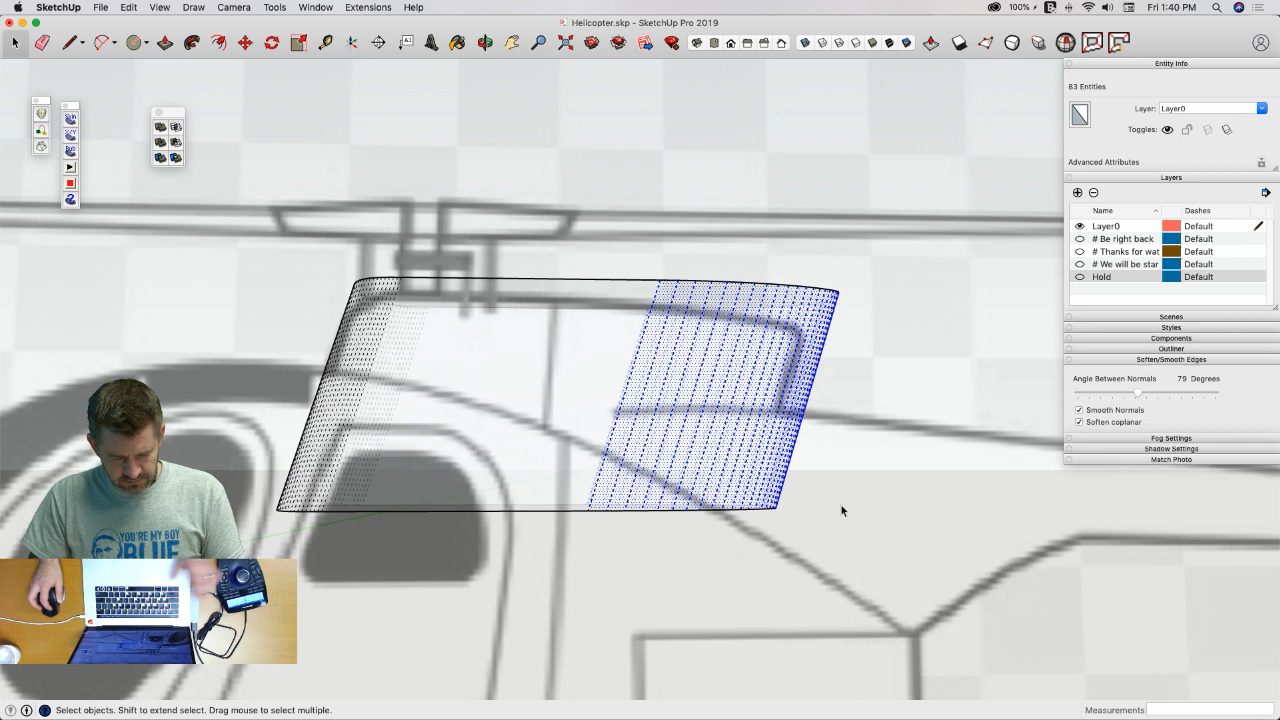 SketchUp File Edit View Draw Camera Tools Window Extensions Help
100% Fri 1:40 PM
Helicopter.skp - SketchUp Pro 2019
Entity Info
83 Entities
Layer: Layer0
Toggles:
Advanced Attributes
Layers
Name Dashes
Layer0 Default
# Be right back Default
# Thanks for wat Default
# We will be star Default
Hold Default
Scenes
Styles
Components
Outliner
Soften/Smooth Edges
Angle Between Normals 79 Degrees
Smooth Normals
Soften coplanar
Fog Settings
Shadow Settings
Match Photo
YOU'RE MY BOY
BLUE
Select objects. Shift to extend select. Drag mouse to select multiple.
Measurements